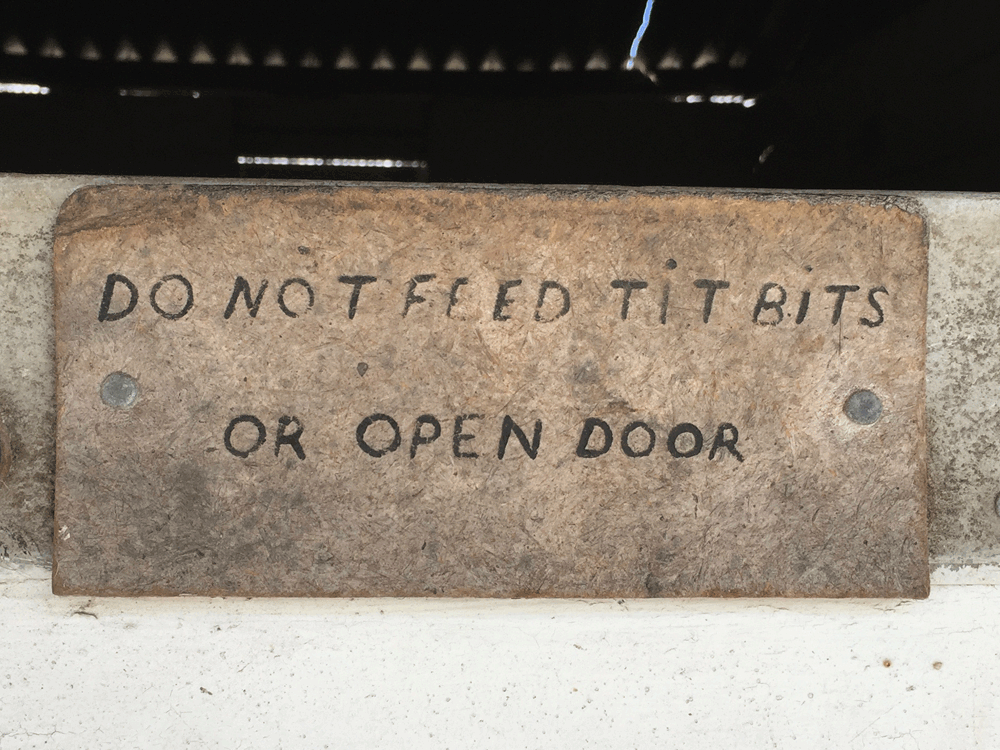 DO NOT FEED TiT BiTS
OR OPEN DOOR